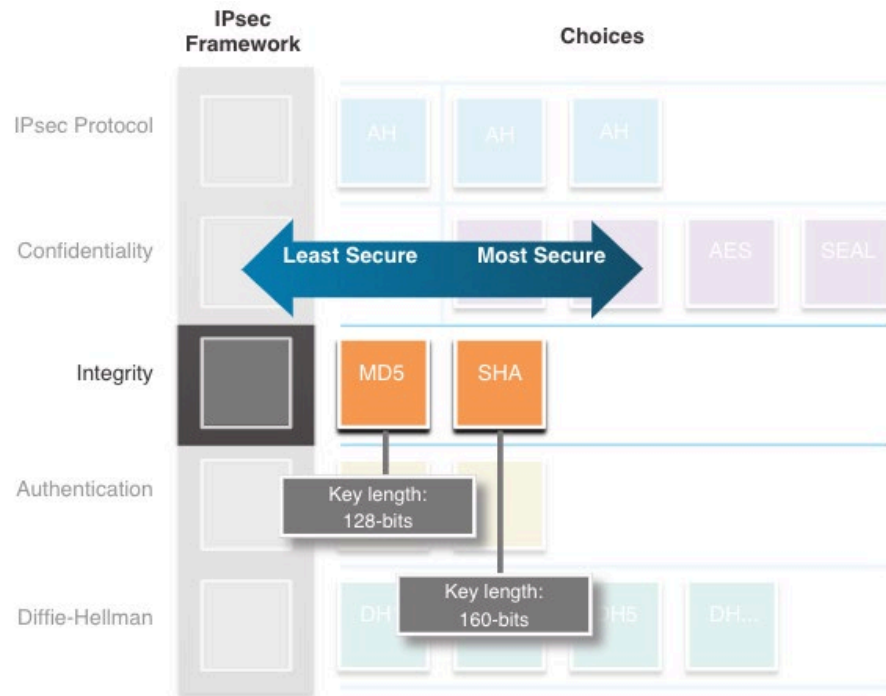 IPsec
Framework
Choices
IPsec Protocol
AH
AH
AH
Confidentiality
Least Secure
Most Secure
AES
SEAL
Integrity
MD5
SHA
Authentication
Key length:
128-bits
Key length:
160-bits
Diffie-Hellman
DH
DH5
DH...